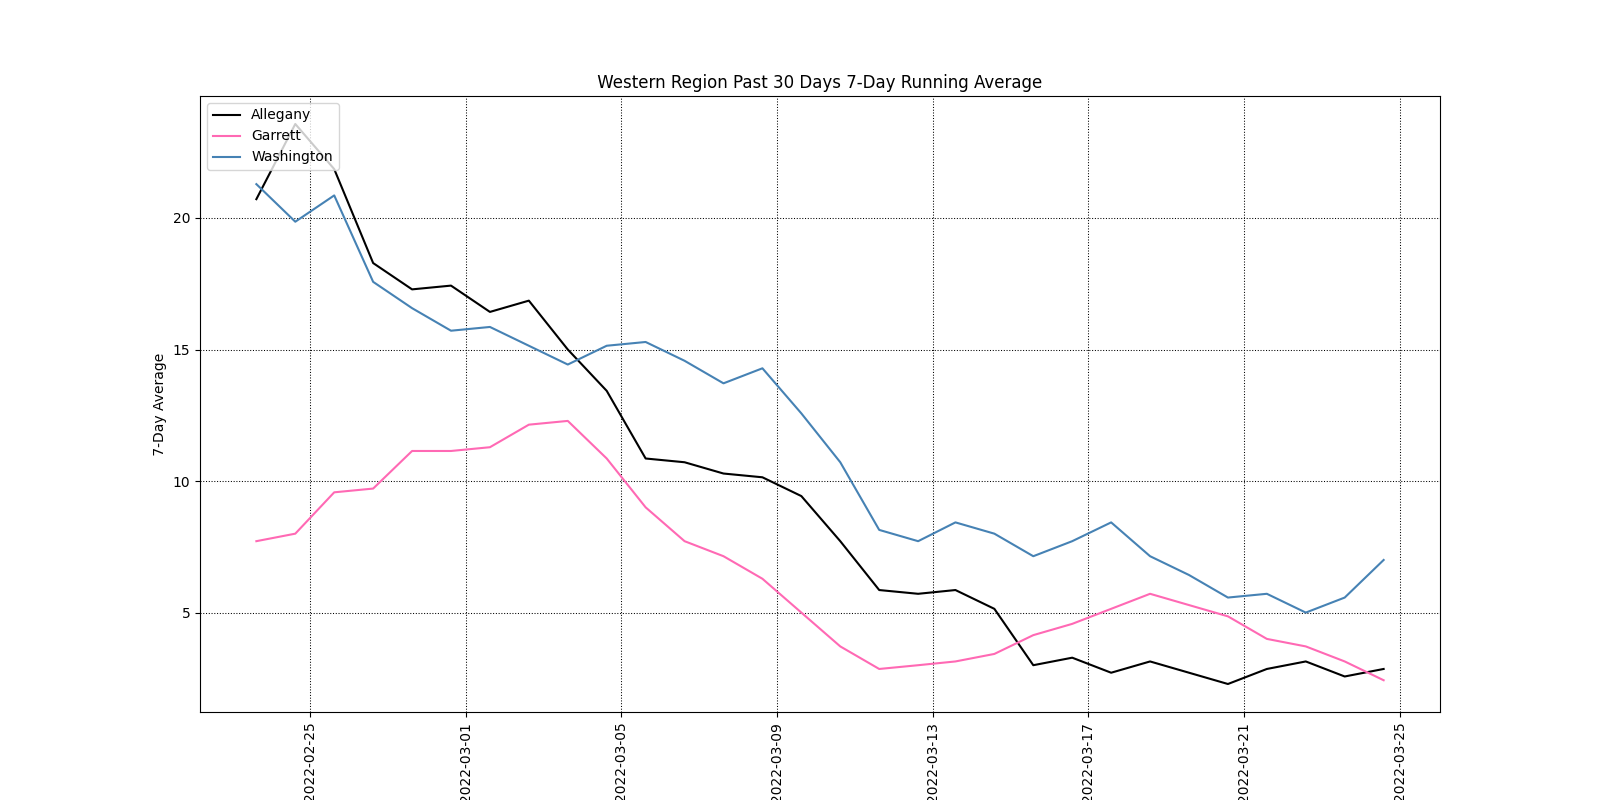 Western Region Past 30 Days 7-Day Running Average
Allegany
Garrett
Washington
7-Day Average
20
15
10
5
2022-02-25
2022-03-01
2022-03-05
2022-03-09
2022-03-13
2022-03-17
2022-03-21
2022-03-25